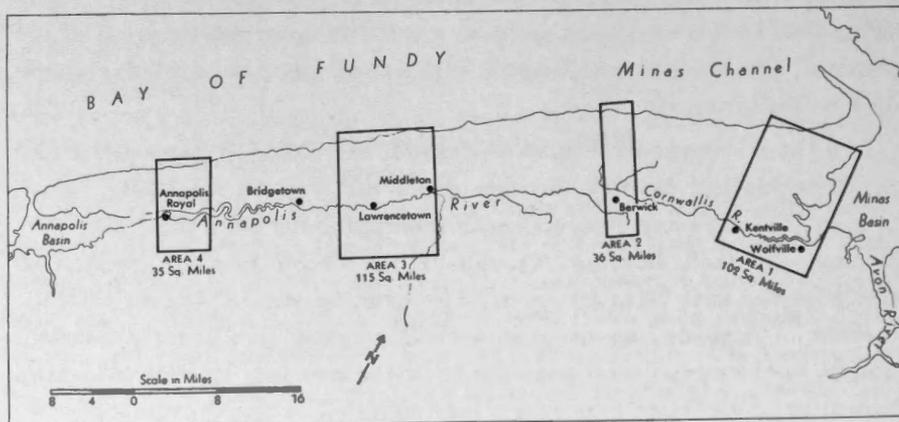 BAY OF FUNDY
Minas Channel
Annapolis Royal
Bridgetown
Middleton
Lawrencetown
Annapolis River
Annapolis Basin
Berwick
Cornwallis R.
Kentville
Wolfville
Minas Basin
Avon River
AREA 4
35 Sq. Miles
AREA 3
115 Sq. Miles
AREA 2
36 Sq. Miles
AREA 1
102 Sq. Miles
N
Scale in Miles
8 4 0 8 16